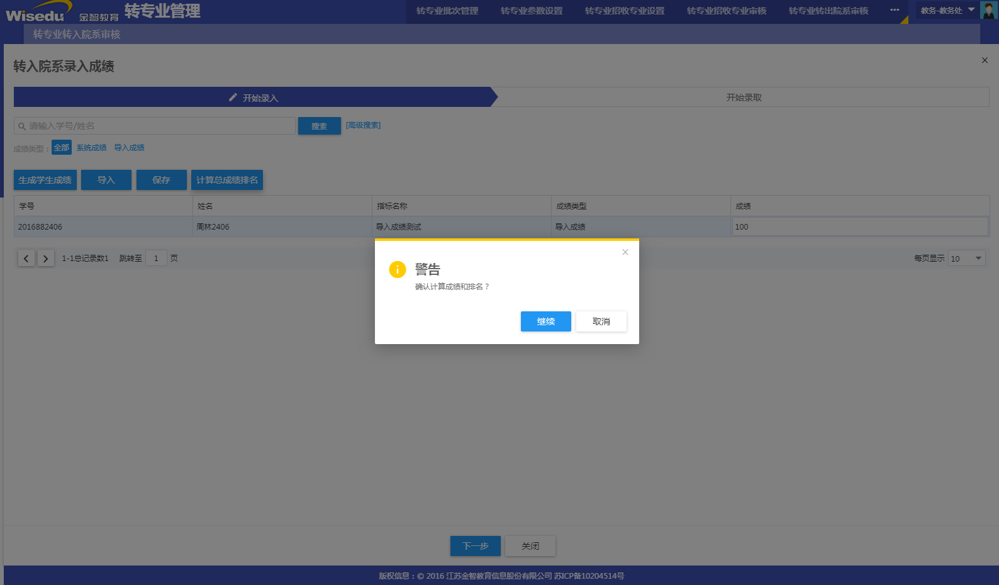 Wisedu 金智教育 转专业管理 转专业批次管理 转专业参数设置 转专业招收专业设置 转专业招收专业审核 转专业转出院系审核 ••• 教务-教务处
转专业转入院系审核
转入院系录入成绩
开始录入 开始录取
请输入学号/姓名 搜索 [高级搜索]
成绩类型： 全部 系统成绩 导入成绩
生成学生成绩 导入 保存 计算总成绩排名
学号 姓名 指标名称 成绩类型 成绩
2016882406 周林2406 导入成绩测试 导入成绩 100
1-1总记录数1 跳转至 1 页 每页显示 10
警告
确认计算成绩和排名？
继续 取消
下一步 关闭
版权信息：© 2016 江苏金智教育信息股份有限公司 苏ICP备10204514号